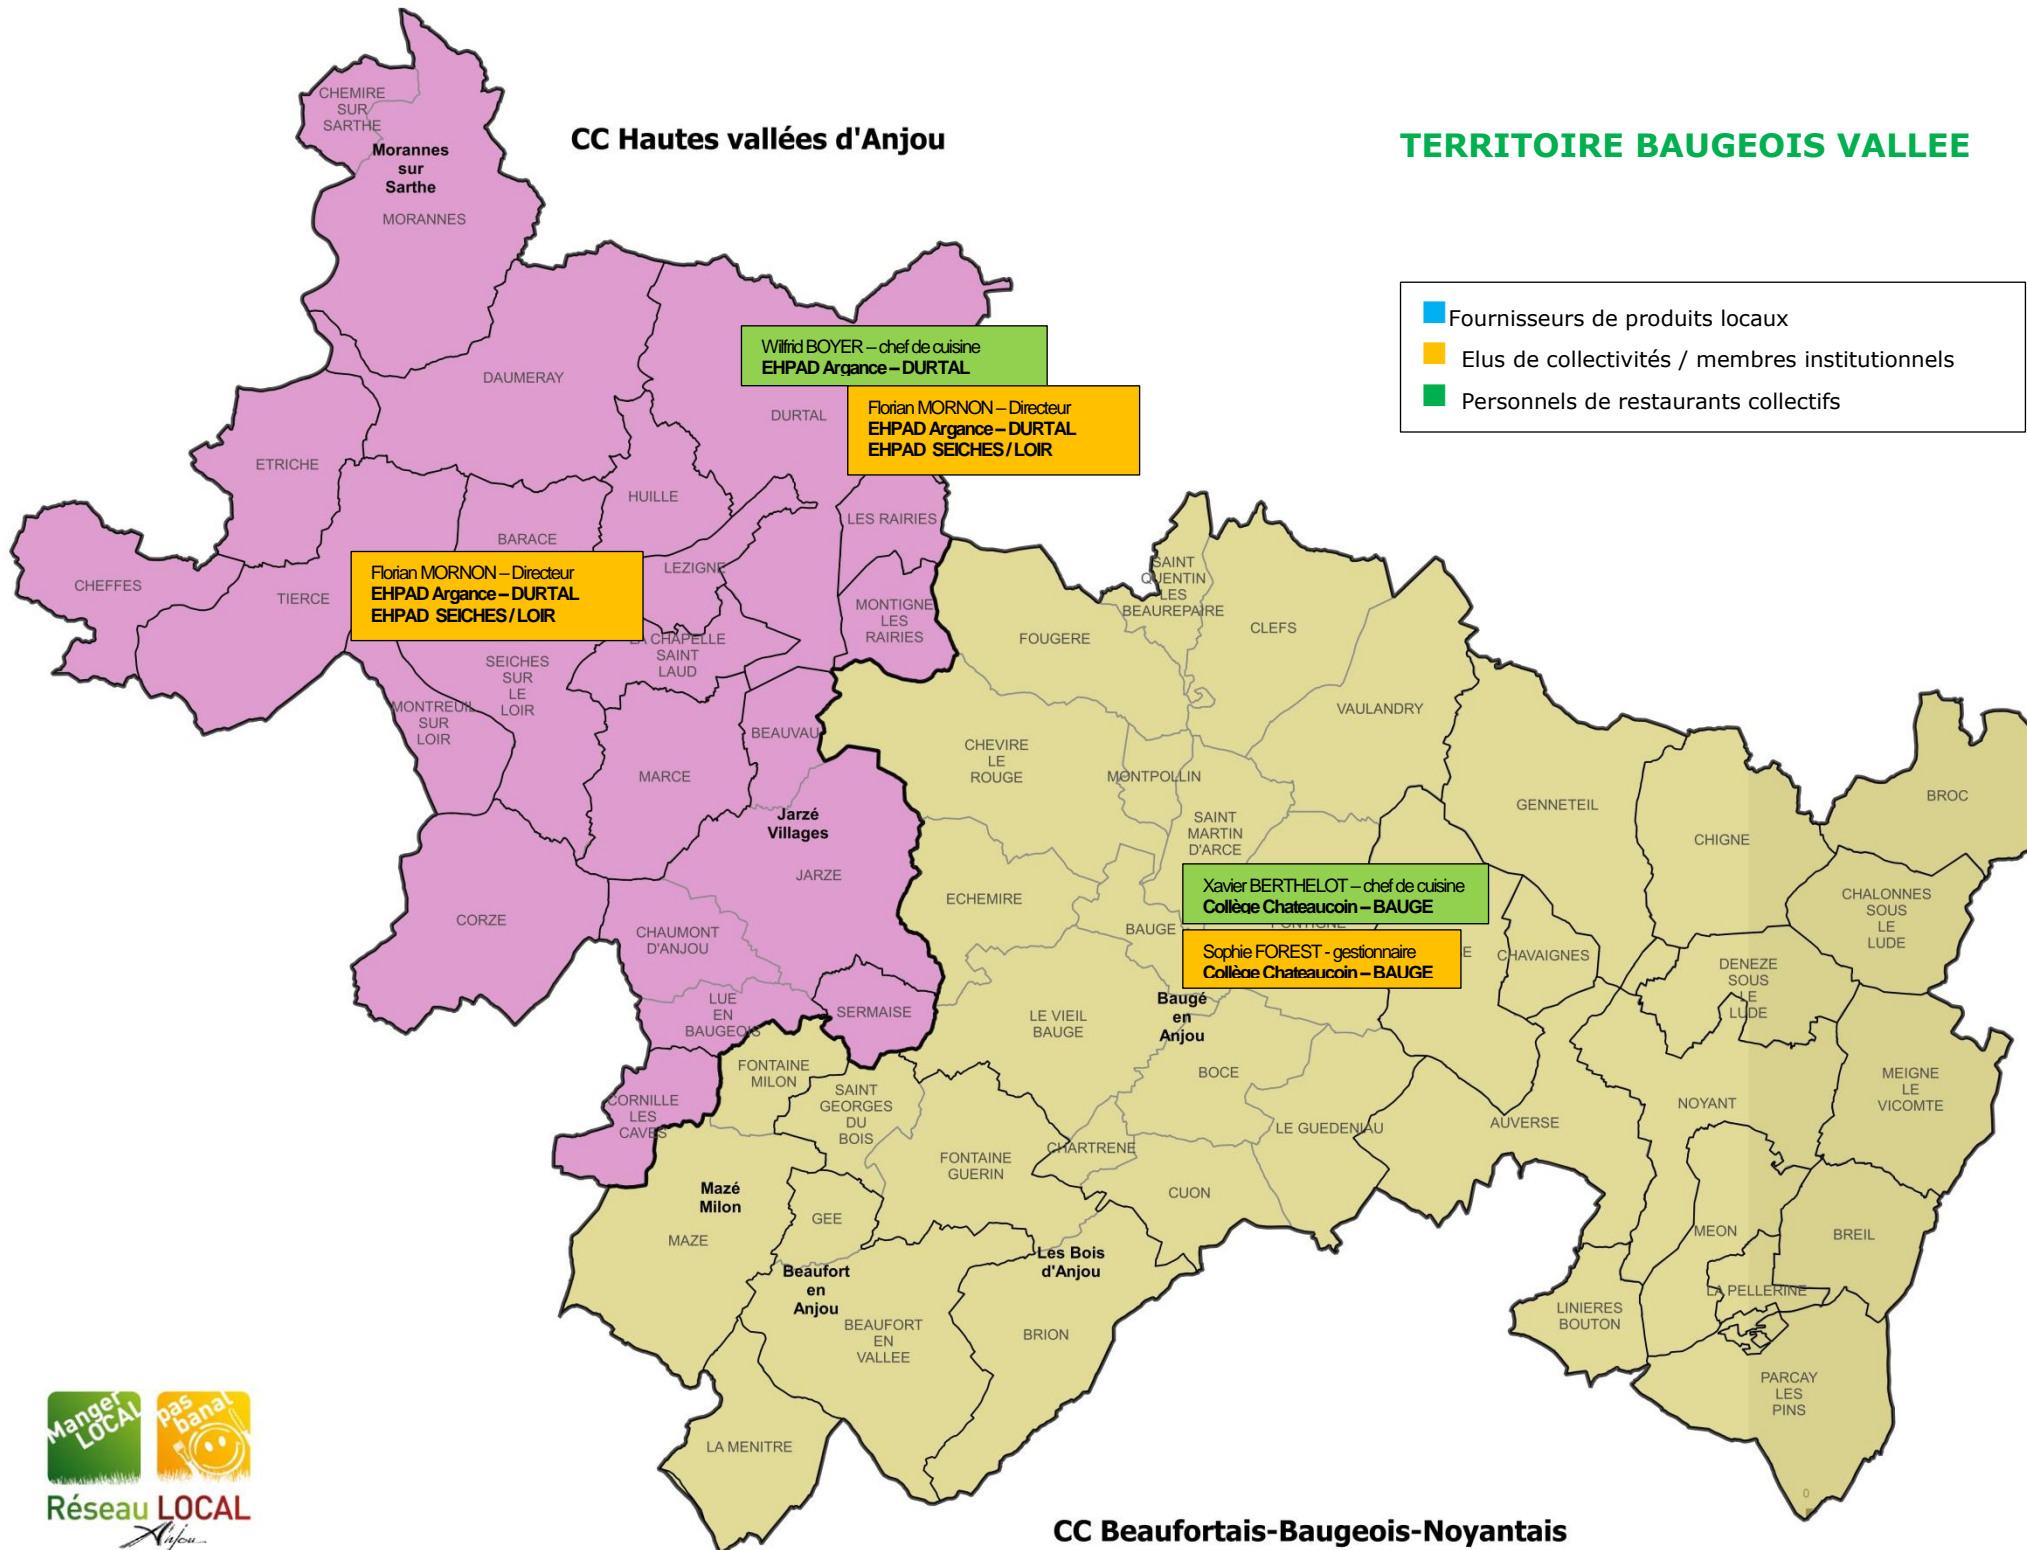 CC Hautes vallées d'Anjou
TERRITOIRE BAUGEOIS VALLEE
Fournisseurs de produits locaux
Elus de collectivités / membres institutionnels
Personnels de restaurants collectifs
CHEMIRE
SUR
SARTHE
Morannes
sur
Sarthe
MORANNES
DAUMERAY
Wilfrid BOYER – chef de cuisine
EHPAD Argance – DURTAL
DURTAL
Florian MORNON – Directeur
EHPAD Argance – DURTAL
EHPAD SEICHES / LOIR
ETRICHE
HUILLE
LES RAIRIES
BARACE
CHEFFES
TIERCE
Florian MORNON – Directeur
EHPAD Argance – DURTAL
EHPAD SEICHES / LOIR
LEZIGNE
MONTIGNE
LES
RAIRIES
LA CHAPELLE
SAINT
LAUD
SEICHES
SUR
LE
LOIR
MONTREUIL
SUR
LOIR
BEAUVAU
MARCE
Jarzé
Villages
JARZE
CORZE
CHAUMONT
D'ANJOU
LUE
EN
BAUGEOIS
SERMAISE
CORNILLE
LES
CAVES
SAINT
QUENTIN
LES
BEAUREPAIRE
FOUGERE
CLEFS
VAULANDRY
CHEVIRE
LE
ROUGE
MONTPOLLIN
SAINT
MARTIN
D'ARCE
GENNETEIL
CHIGNE
BROC
ECHEMIRE
BAUGE
Xavier BERTHELOT – chef de cuisine
Collège Chateaucoin – BAUGE
PONTIGNE
Sophie FOREST - gestionnaire
Collège Chateaucoin – BAUGE
E
CHAVAIGNES
CHALONNES
SOUS
LE
LUDE
DENEZE
SOUS
LE
LUDE
LE VIEIL
BAUGE
Baugé
en
Anjou
BOCE
MEIGNE
LE
VICOMTE
NOYANT
AUVERSE
LE GUEDENIAU
FONTAINE
MILON
SAINT
GEORGES
DU
BOIS
FONTAINE
GUERIN
CHARTRENE
CUON
Mazé
Milon
MAZE
GEE
Les Bois
d'Anjou
Beaufort
en
Anjou
BEAUFORT
EN
VALLEE
BRION
LA MENITRE
MEON
BREIL
LA PELLERINE
LINIERES
BOUTON
PARCAY
LES
PINS
0
Manger
LOCAL
pas
banal
Réseau LOCAL
Anjou
CC Beaufortais-Baugeois-Noyantais